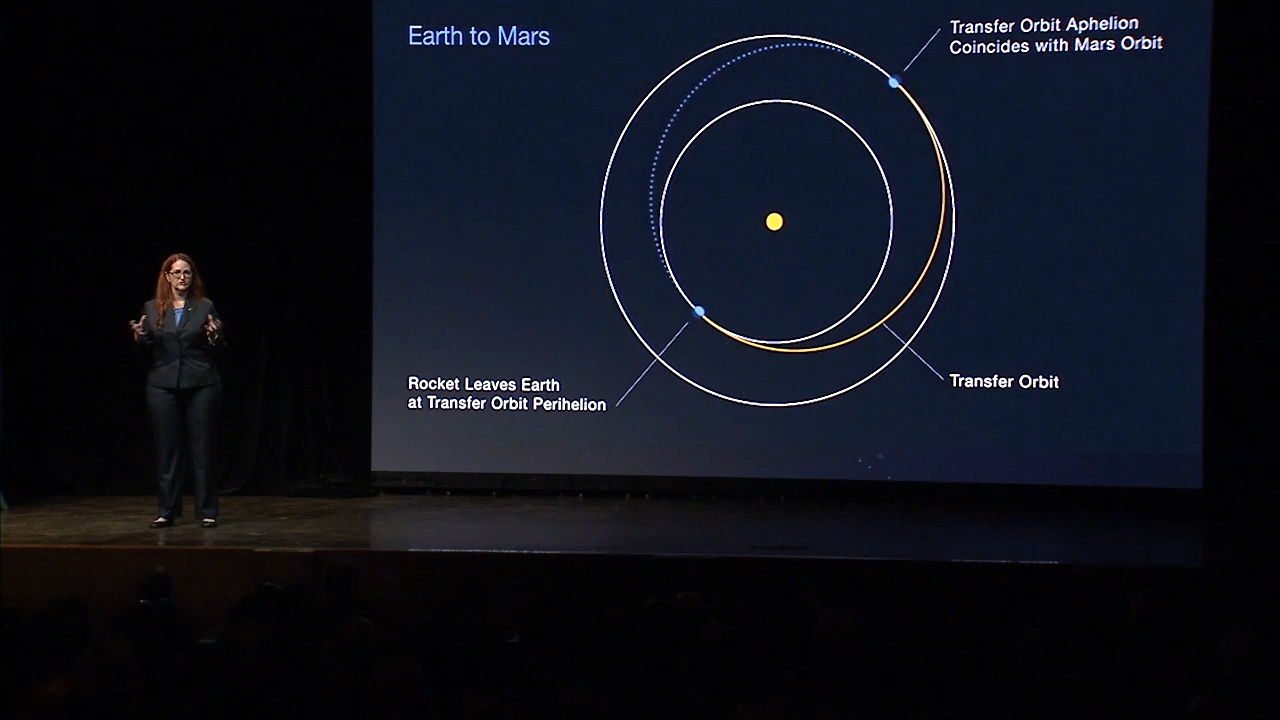 Earth to Mars
Transfer Orbit Aphelion
Coincides with Mars Orbit
Rocket Leaves Earth
at Transfer Orbit Perihelion
Transfer Orbit